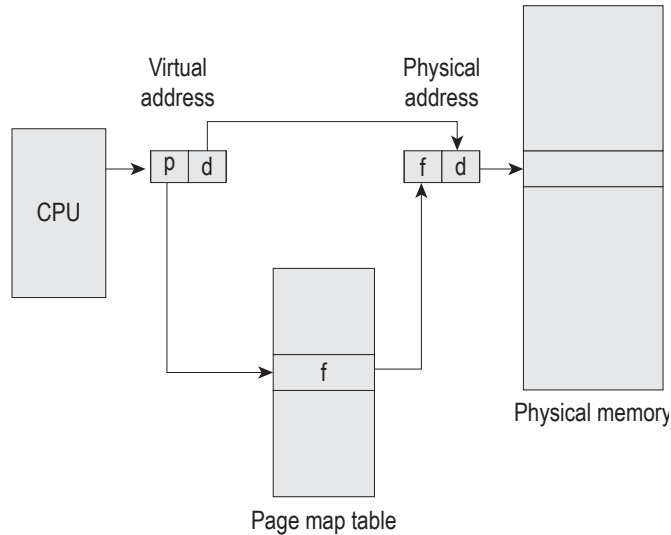 Virtual
address
Physical
address
p d
f d
CPU
f
Physical memory
Page map table